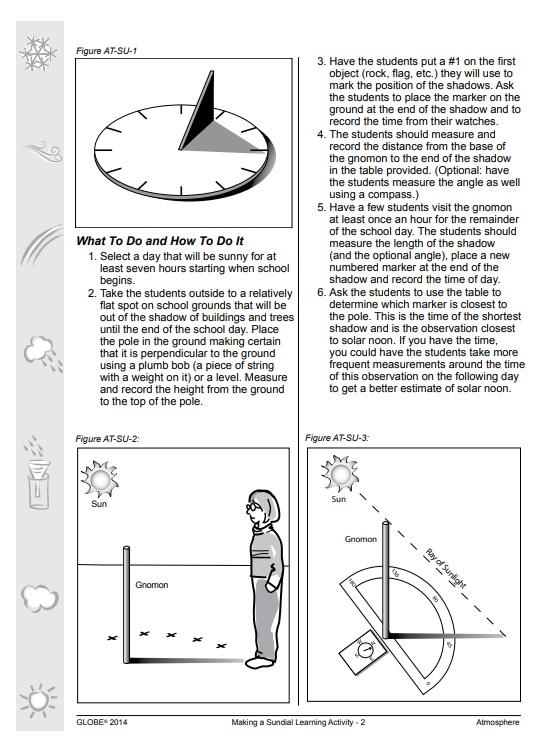 Figure AT-SU-1
What To Do and How To Do It
1. Select a day that will be sunny for at
least seven hours starting when school
begins.
2. Take the students outside to a relatively
flat spot on school grounds that will be
out of the shadow of buildings and trees
until the end of the school day. Place
the pole in the ground making certain
that it is perpendicular to the ground
using a plumb bob (a piece of string
with a weight on it) or a level. Measure
and record the height from the ground
to the top of the pole.
3. Have the students put a #1 on the first
object (rock, flag, etc.) they will use to
mark the position of the shadows. Ask
the students to place the marker on the
ground at the end of the shadow and to
record the time from their watches.
4. The students should measure and
record the distance from the base of
the gnomon to the end of the shadow
in the table provided. (Optional: have
the students measure the angle as well
using a compass.)
5. Have a few students visit the gnomon
at least once an hour for the remainder
of the school day. The students should
measure the length of the shadow
(and the optional angle), place a new
numbered marker at the end of the
shadow and record the time of day.
6. Ask the students to use the table to
determine which marker is closest to
the pole. This is the time of the shortest
shadow and is the observation closest
to solar noon. If you have the time,
you could have the students take more
frequent measurements around the time
of this observation on the following day
to get a better estimate of solar noon.
Figure AT-SU-2:
Sun
Gnomon
Figure AT-SU-3:
Sun
Gnomon
Ray of Sunlight
180
135
90
45
0
GLOBE® 2014
Making a Sundial Learning Activity - 2
Atmosphere